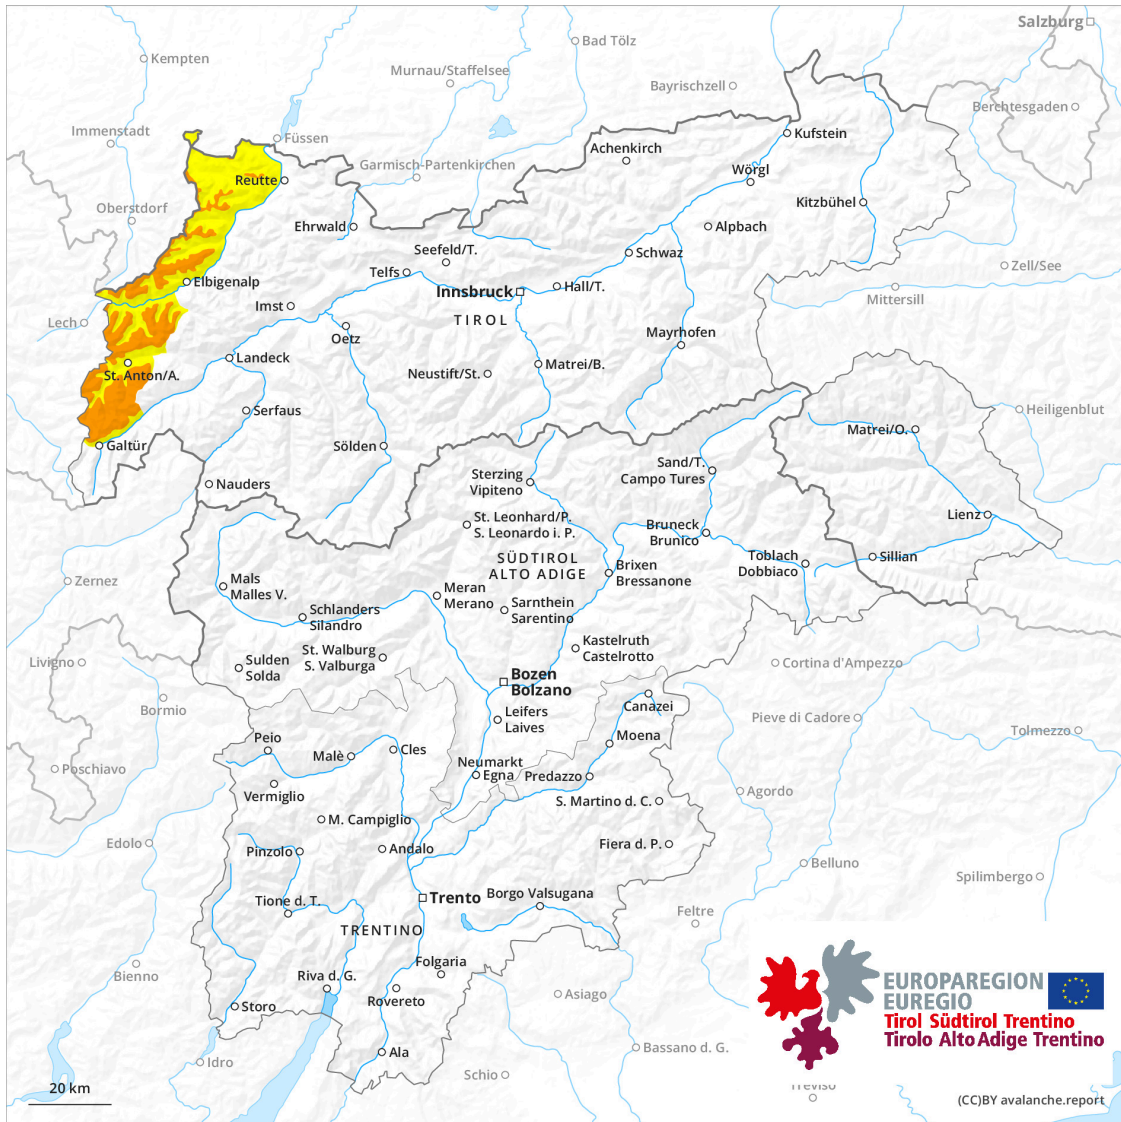 Salzburg
Bad Tölz
Kempten
Murnau/Staffelsee
Bayrischzell
Berchtesgaden
Immenstadt
Füssen
Kufstein
Achenkirch
Garmisch-Partenkirchen
Wörgl
Reutte
Oberstdorf
Kitzbühel
Ehrwald
Alpbach
Seefeld/T.
Schwaz
Zell/See
Telfs
Elbigenalp
Hall/T.
Innsbruck
Mittersill
Imst
Lech
TIROL
Oetz
Mayrhofen
Landeck
Matrei/B.
St. Anton/A.
Neustift/St.
Serfaus
Heiligenblut
Matrei/O.
Galtür
Sölden
Sand/T.
Campo Tures
Sterzing
Vipiteno
Nauders
St. Leonhard/P.
S. Leonardo i. P.
Lienz
Bruneck
Brunico
SÜDTIROL
ALTO ADIGE
Toblach
Dobbiaco
Sillian
Brixen
Bressanone
Zernez
Mals
Malles V.
Meran
Merano
Sarnthein
Sarentino
Schlanders
Silandro
Kastelruth
Castelrotto
St. Walburg
S. Valburga
Livigno
Sulden
Solda
Cortina d'Ampezzo
Bozen
Bolzano
Canazei
Bormio
Leifers
Laives
Pieve di Cadore
Tolmezzo
Peio
Moena
Malè
Cles
Neumarkt
Egna
Predazzo
Poschiavo
Vermiglio
Agordo
S. Martino d. C.
M. Campiglio
Edolo
Pinzolo
Andalo
Fiera d. P.
Belluno
Spilimbergo
Trento
Borgo Valsugana
Tione d. T.
Feltre
TRENTINO
Folgaria
Bienno
Riva d. G.
Rovereto
Asiago
Storo
EUROPAREGION
EUREGIO
Tirol Südtirol Trentino
Tirolo Alto Adige Trentino
Ala
Idro
Bassano d. G.
Schio
Treviso
20 km
(CC)BY avalanche.report